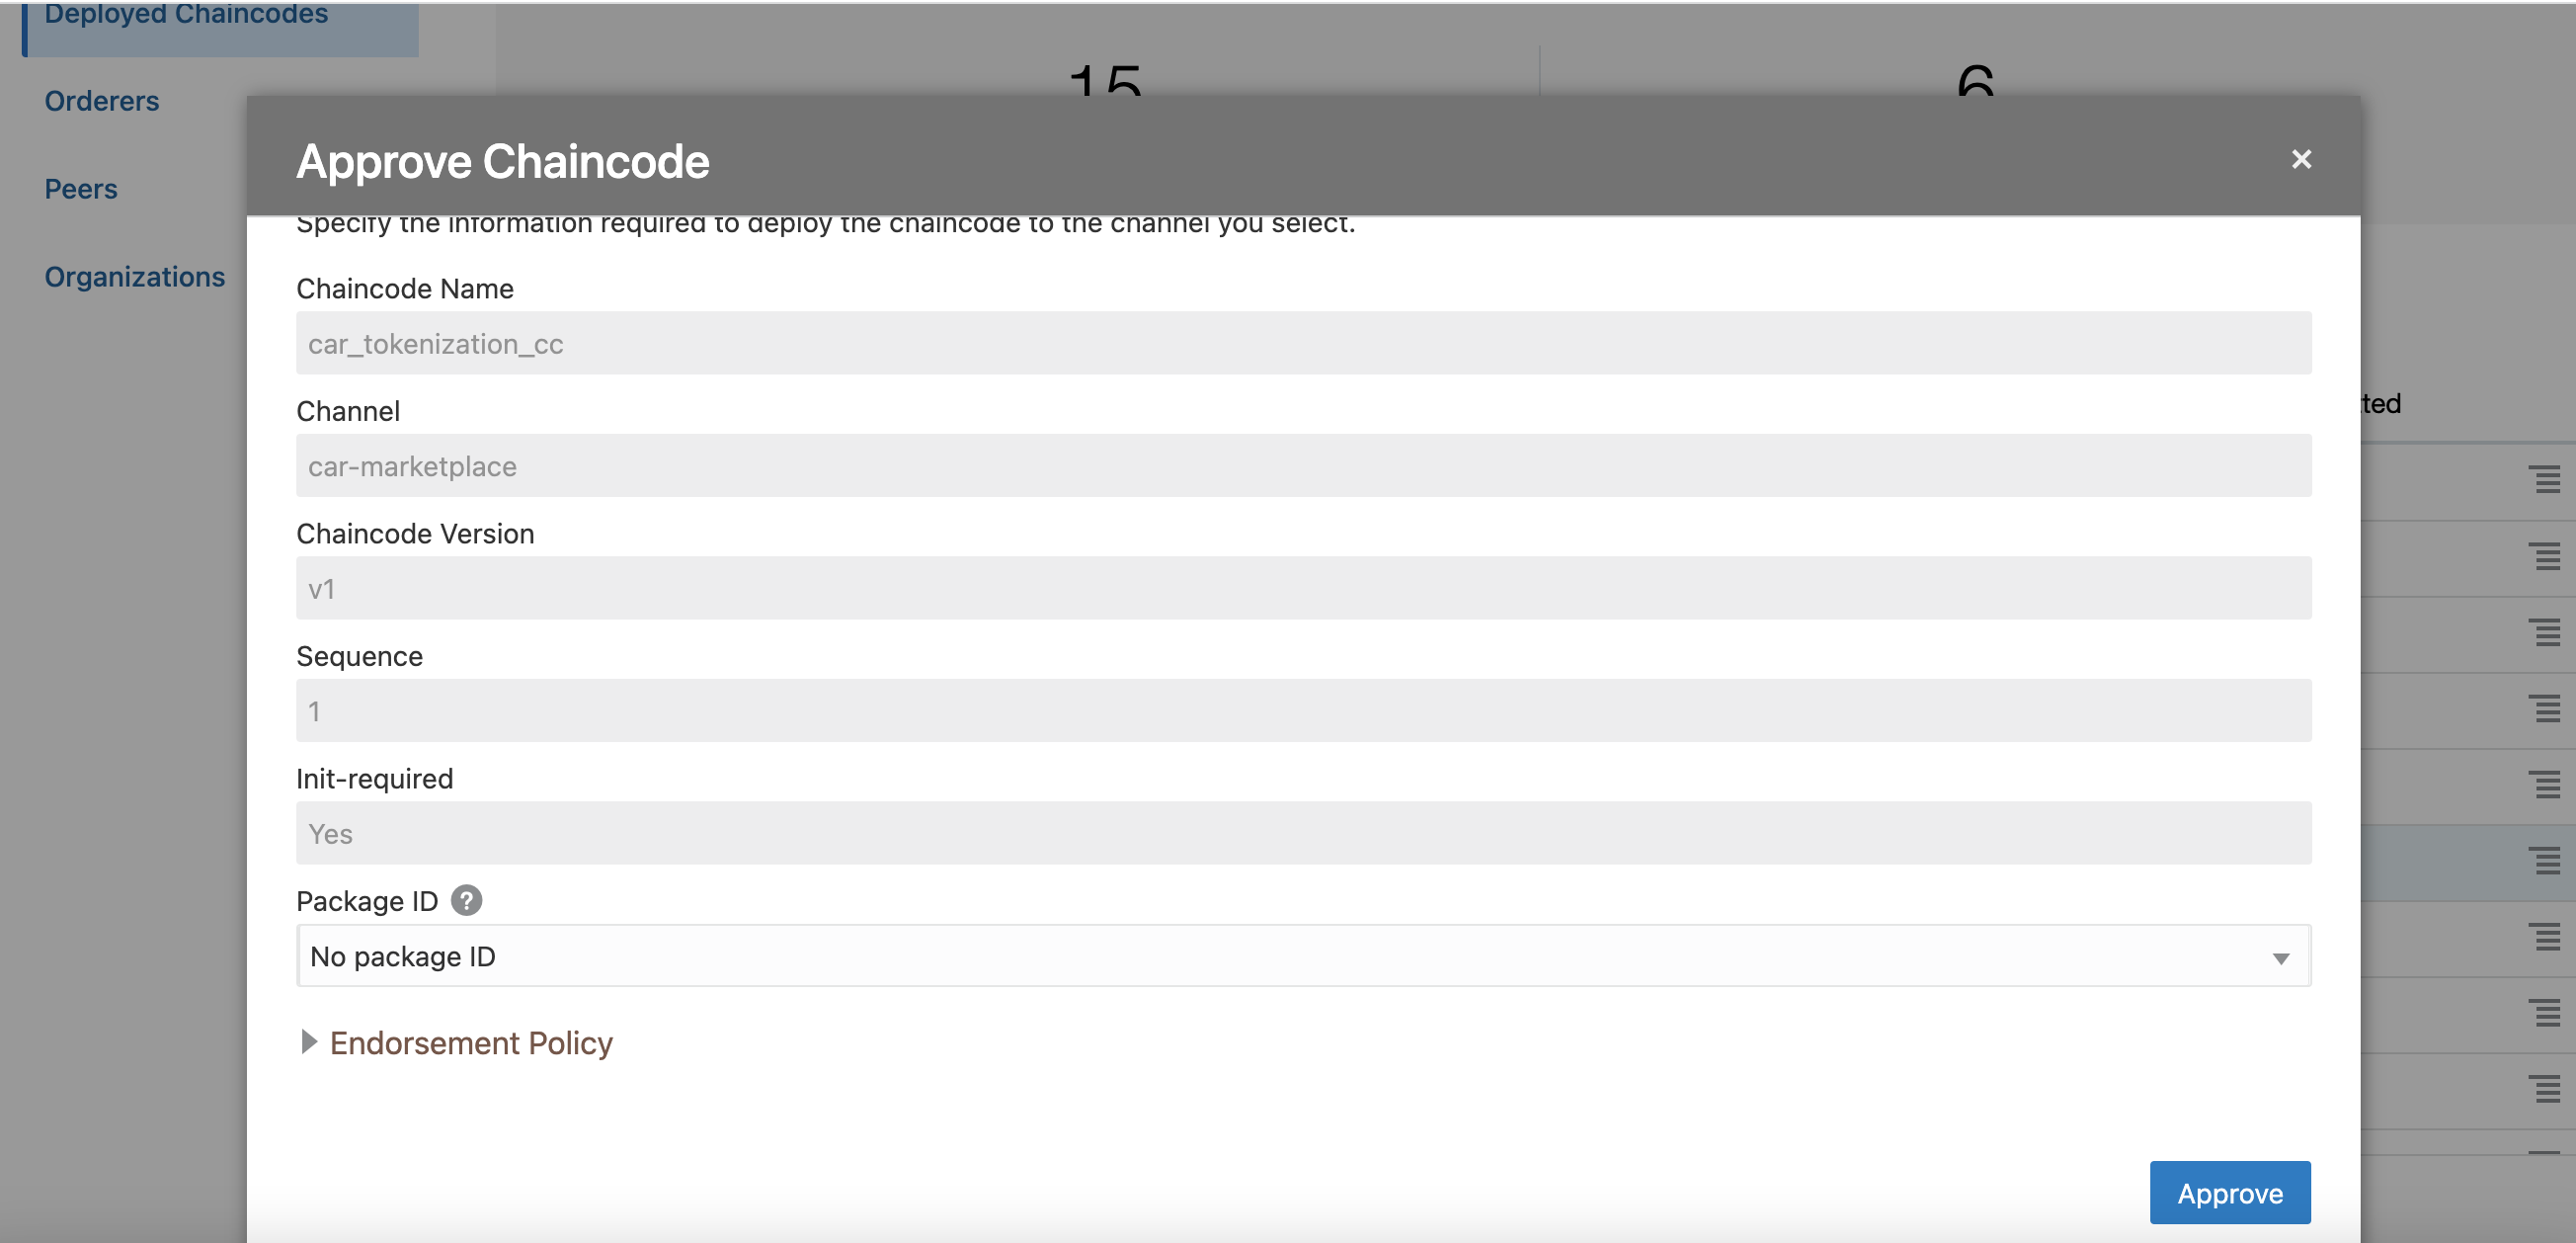 Deployed Chaincodes
Orderers
Peers
Organizations
15
6
Approve Chaincode
×
Specify the information required to deploy the chaincode to the channel you select.
Chaincode Name
car_tokenization_cc
Channel
car-marketplace
Chaincode Version
v1
Sequence
1
Init-required
Yes
Package ID ?
No package ID
Endorsement Policy
tted
Approve